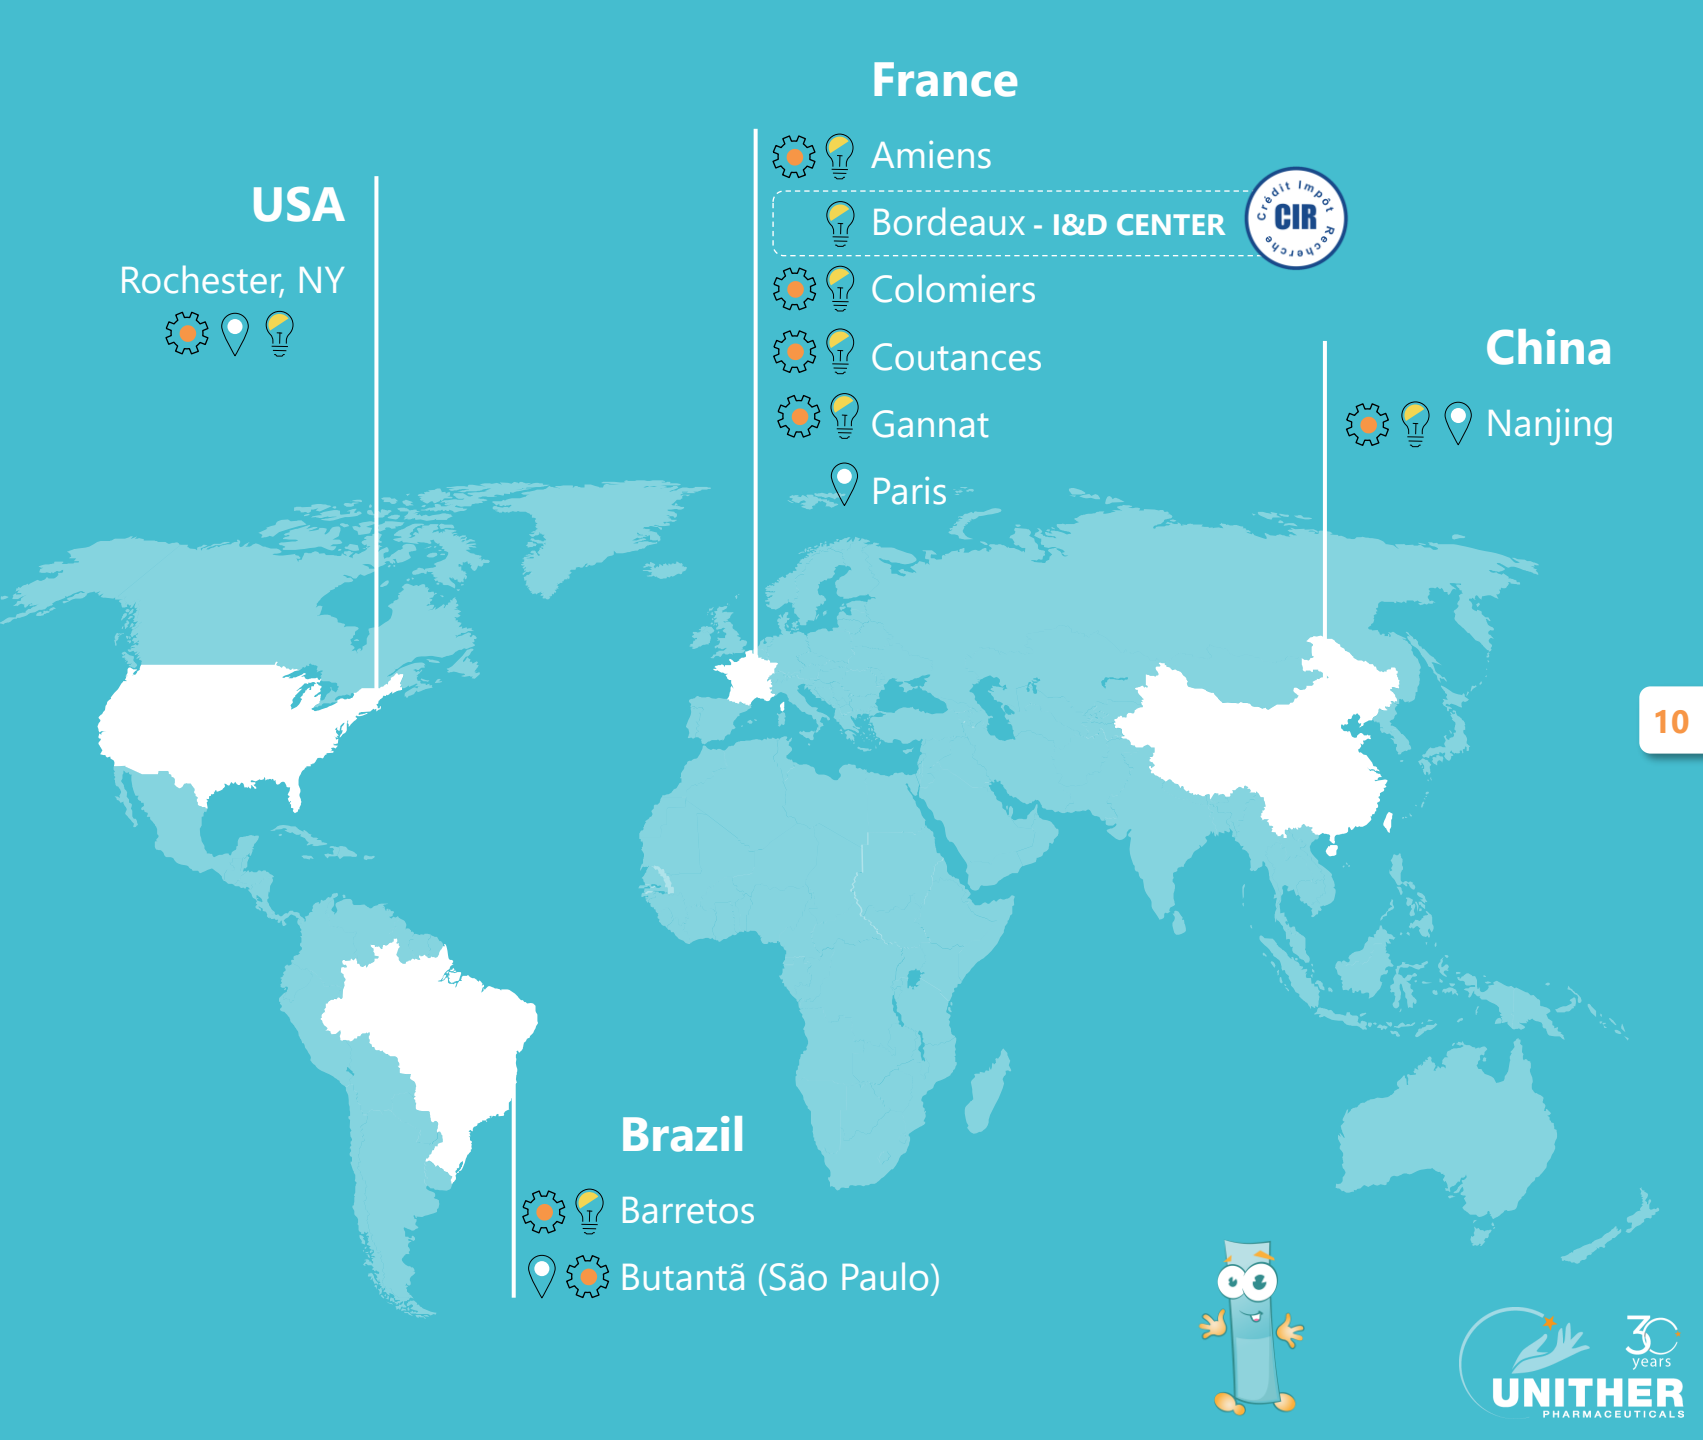 France
Amiens
Bordeaux - I&D CENTER
Crédit Impôt Recherche
CIR
Colomiers
Coutances
Gannat
Paris
USA
Rochester, NY
China
Nanjing
10
Brazil
Barretos
Butantã (São Paulo)
30
years
UNITHER
PHARMACEUTICALS